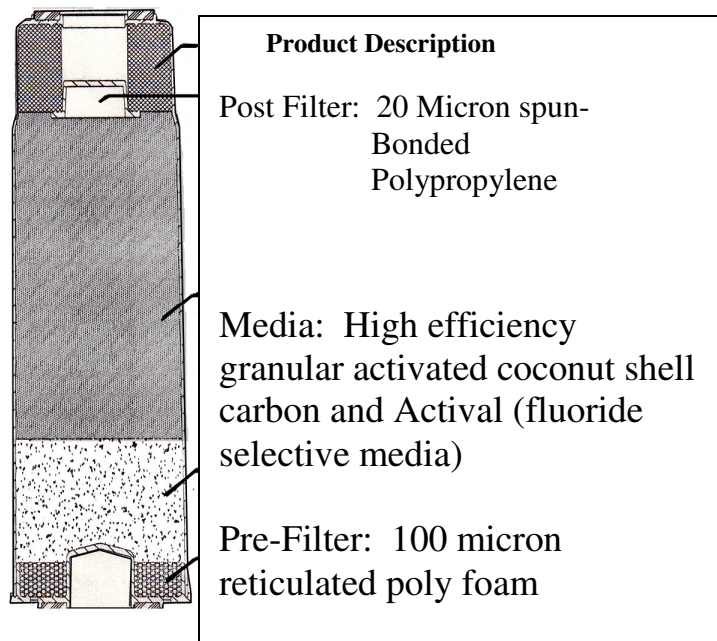 Product Description
Post Filter: 20 Micron spun-
Bonded
Polypropylene
Media: High efficiency
granular activated coconut shell
carbon and Actival (fluoride
selective media)
Pre-Filter: 100 micron
reticulated poly foam